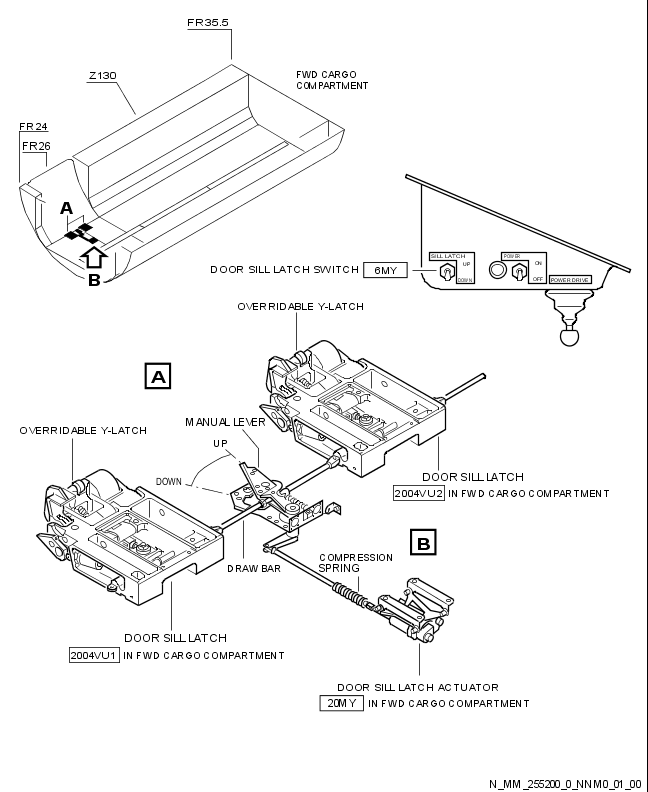 FR35.5
Z130
FWD CARGO
COMPARTMENT
FR24
FR26
A
B
SILL LATCH
UP
DOWN
POWER
ON
OFF
POWER DRIVE
DOOR SILL LATCH SWITCH 6MY
OVERRIDABLE Y-LATCH
A
MANUAL LEVER
OVERRIDABLE Y-LATCH
UP
DOWN
DOOR SILL LATCH
2004VU2 IN FWD CARGO COMPARTMENT
B
DRAW BAR
COMPRESSION
SPRING
DOOR SILL LATCH
2004VU1 IN FWD CARGO COMPARTMENT
DOOR SILL LATCH ACTUATOR
20MY IN FWD CARGO COMPARTMENT
N_MM_255200_0_NNM0_01_00